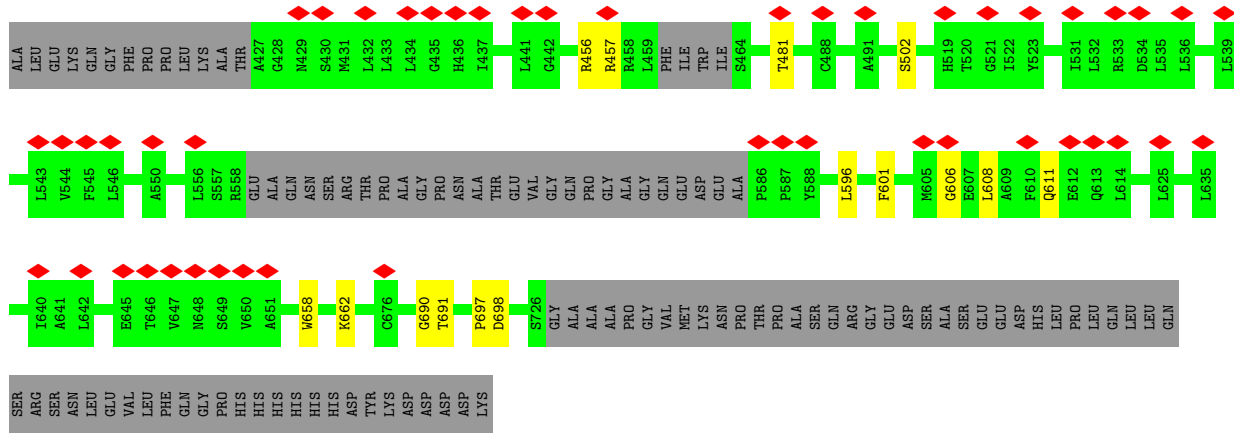 ALA LEU GLU LYS GLN GLY PHE PRO PRO LEU LYS ALA THR A427 G428 N429 S430 M431 L432 L433 L434 G435 H436 I437 L441 G442 R456 R457 R458 L459 PHE ILE TRP ILE S464 T481 C488 A491 S502 H519 T520 G521 I522 Y523 I531 L532 R533 D534 L535 L536 L539
L543 V544 F545 L546 A550 L556 S557 R558 GLU ALA GLN ASN SER ARG THR PRO ALA GLY PRO ASN ALA THR GLU VAL GLY GLN PRO GLY ALA GLY GLN GLU ASP GLU ALA P586 P587 Y588 L596 F601 M605 G606 E607 L608 A609 F610 Q611 E612 Q613 L614 L625 L635
I640 A641 L642 E645 T646 V647 N648 S649 V650 A651 W658 K662 C676 G690 T691 P697 D698 S726 GLY ALA ALA ALA PRO GLY VAL MET LYS ASN PRO THR PRO ALA SER GLN ARG GLY GLU ASP SER ALA SER GLU GLU ASP HIS LEU PRO LEU GLN LEU LEU GLN
SER ARG SER ASN LEU GLU VAL LEU PHE GLN GLY PRO HIS HIS HIS HIS HIS HIS ASP TYR LYS ASP ASP ASP ASP LYS